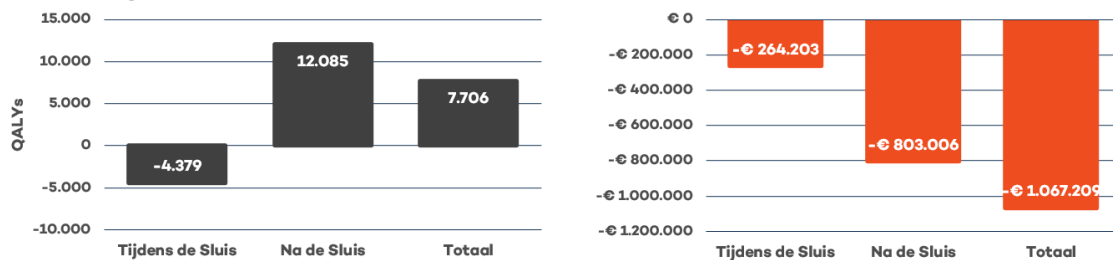 15.000
10.000
5.000
0
-5.000
-10.000
QALYs
-4.379
12.085
7.706
Tijdens de Sluis
Na de Sluis
Totaal
€ 0
-€ 200.000
-€ 400.000
-€ 600.000
-€ 800.000
-€ 1.000.000
-€ 1.200.000
-€ 264.203
-€ 803.006
-€ 1.067.209
Tijdens de Sluis
Na de Sluis
Totaal